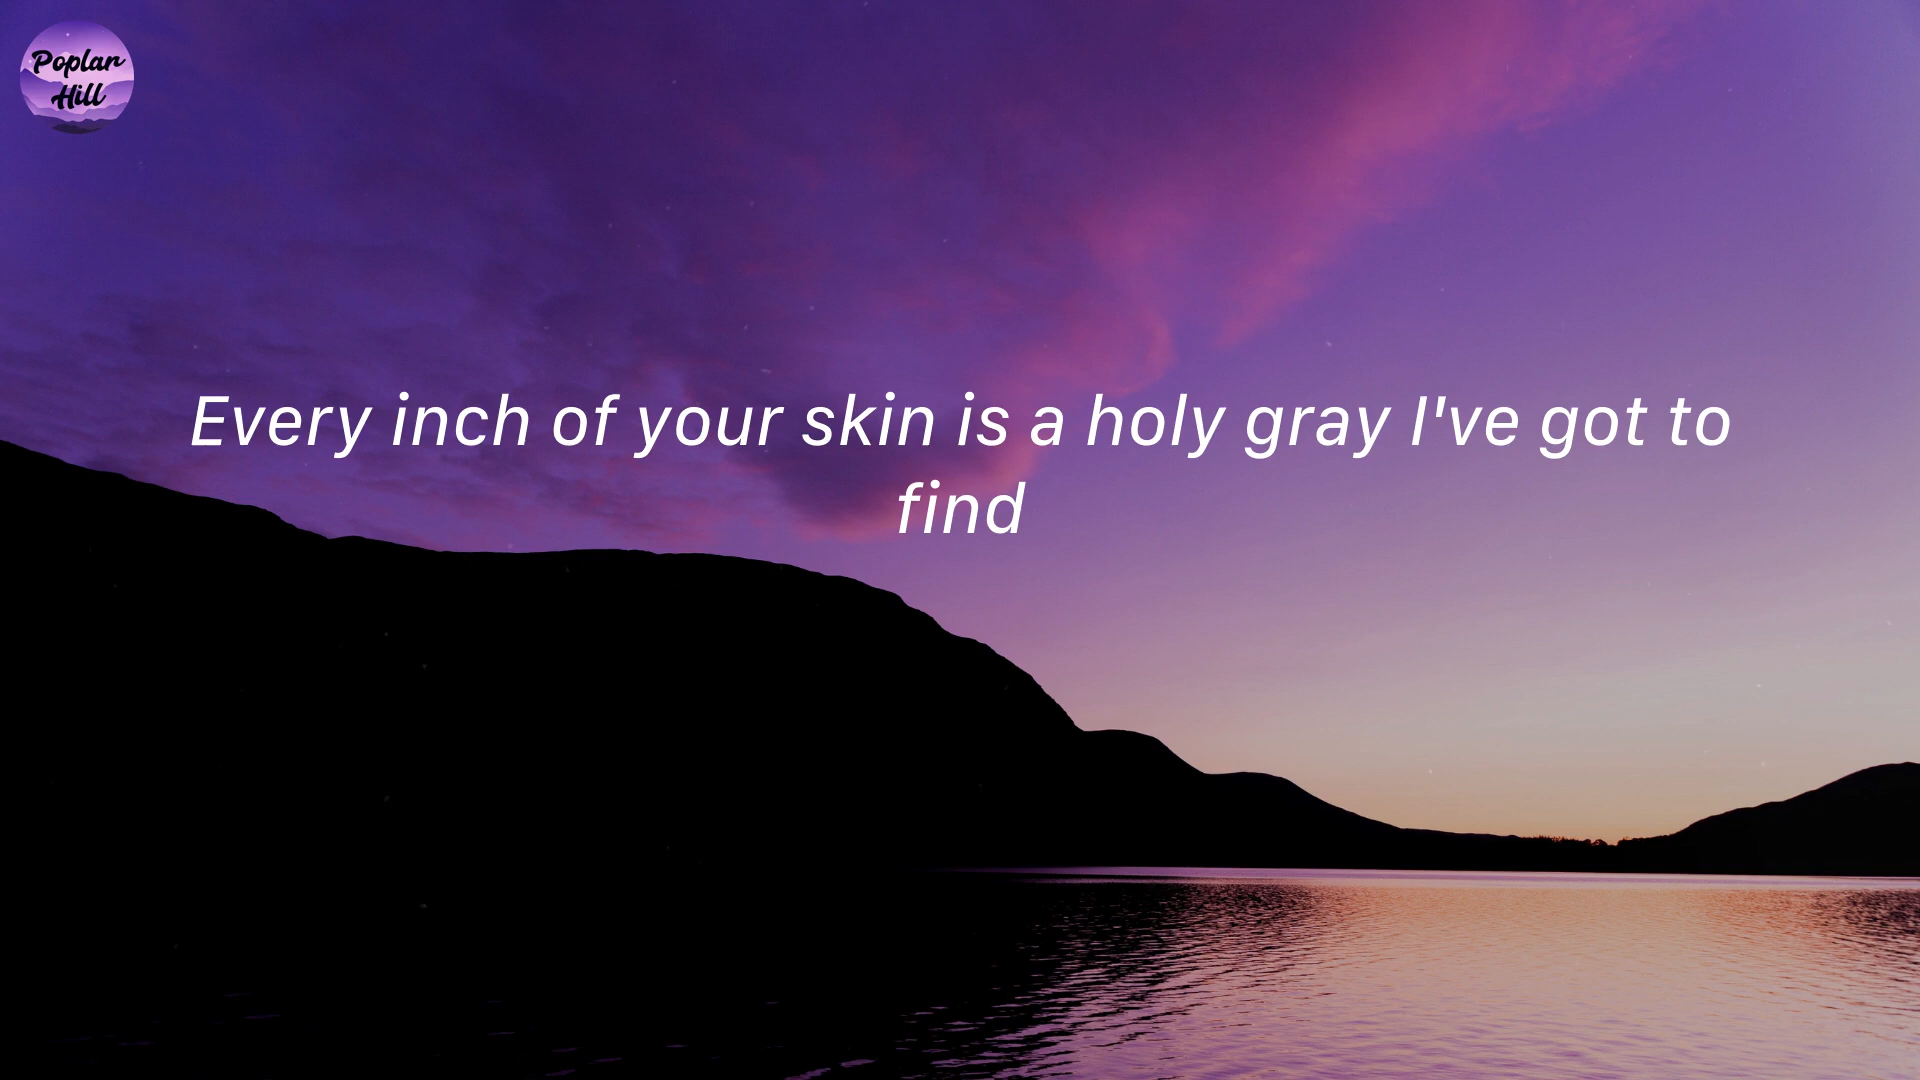 Poplar
Hill
Every inch of your skin is a holy gray I've got to
find